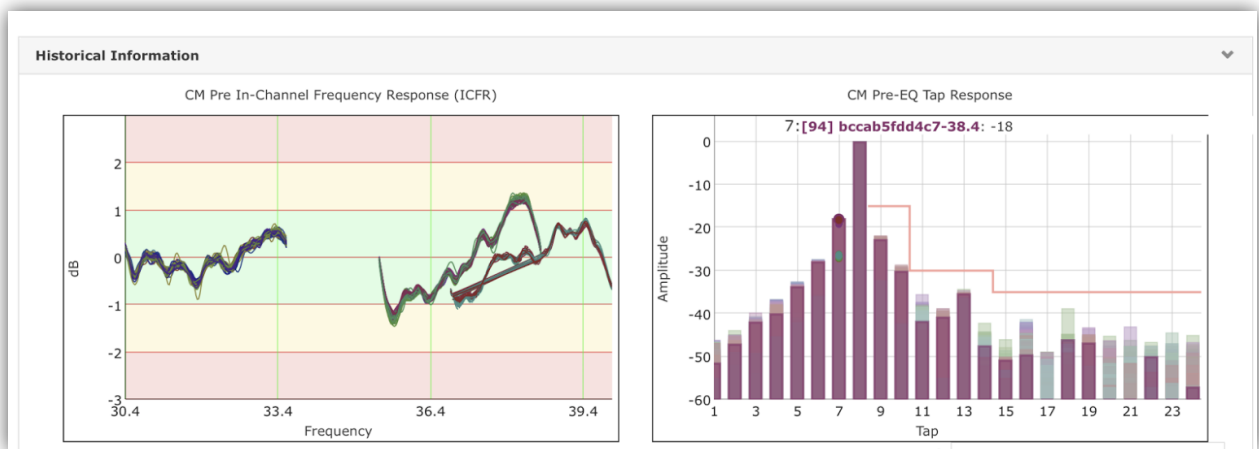 Historical Information
CM Pre In-Channel Frequency Response (ICFR)
2
1
0
-1
-2
-3
dB
30.4 33.4 36.4 39.4
Frequency
CM Pre-EQ Tap Response
7:[94] bccab5fdd4c7-38.4: -18
0
-10
-20
-30
-40
-50
-60
Amplitude
1 3 5 7 9 11 13 15 17 19 21 23
Tap